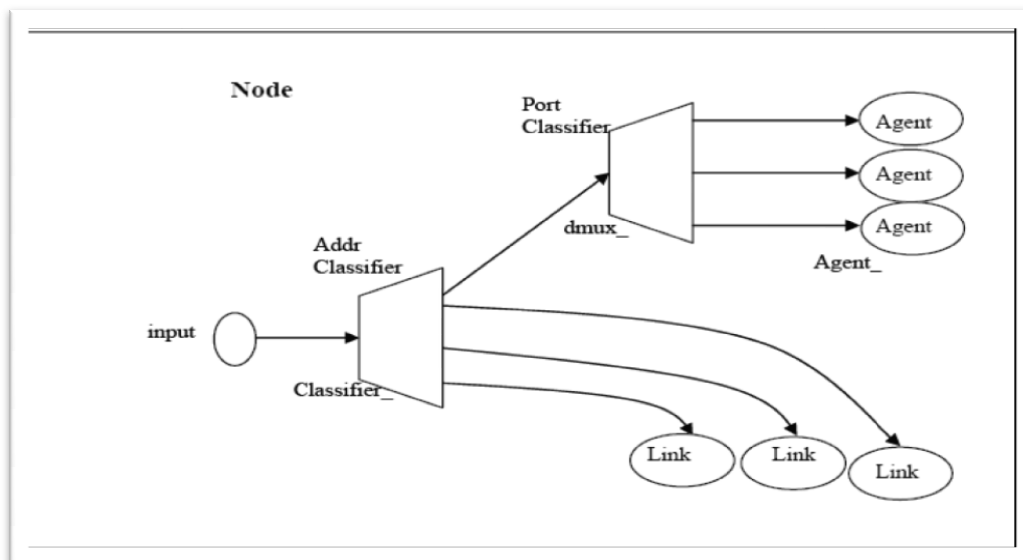 Node
Port
Classifier
Agent
Agent
dmux_
Agent
Agent_
Addr
Classifier
input
Classifier_
Link
Link
Link